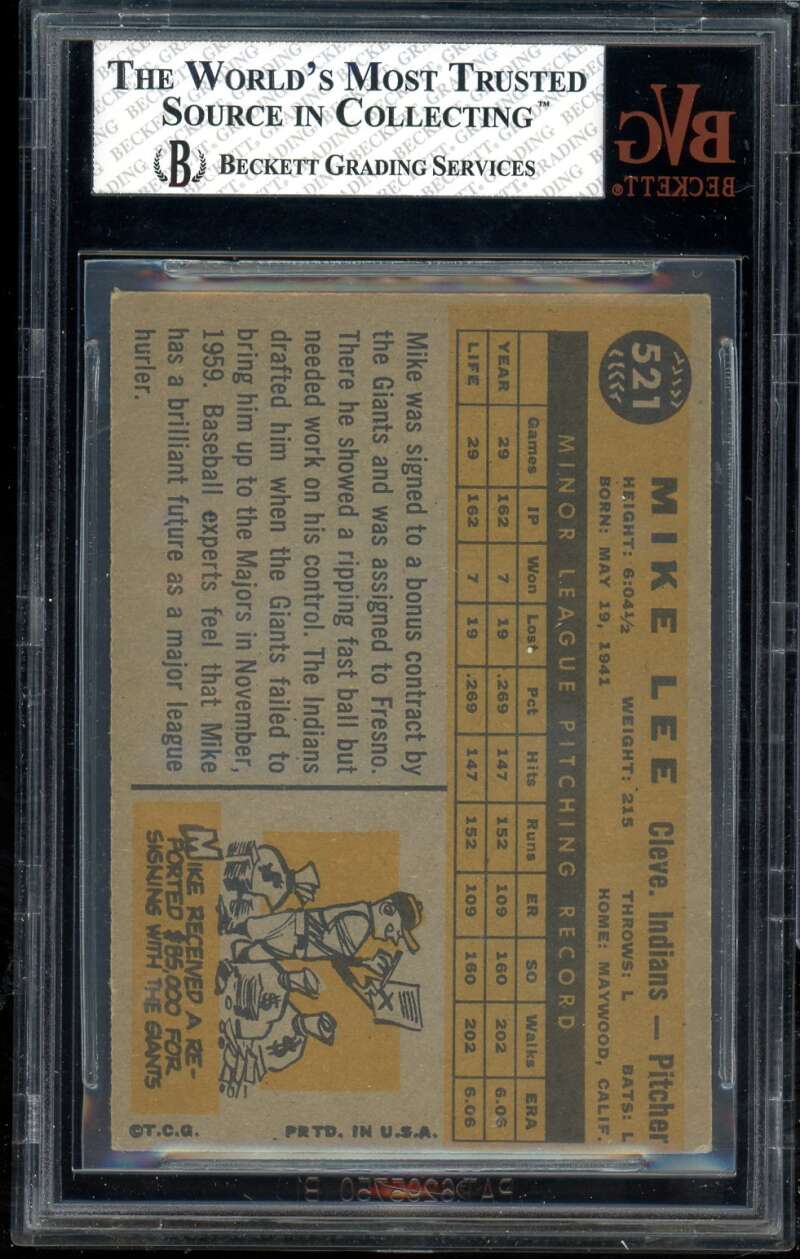 THE WORLD'S MOST TRUSTED
SOURCE IN COLLECTING™
B BECKETT GRADING SERVICES
BVG
BECKETT®
521
MIKE LEE Cleve. Indians — Pitcher
HEIGHT: 6:04½ WEIGHT: 215 THROWS: L BATS: L
BORN: MAY 19, 1941 HOME: MAYWOOD, CALIF.
MINOR LEAGUE PITCHING RECORD
Games IP Won Lost Pct Hits Runs ER SO Walks ERA
YEAR 29 162 7 19 .269 147 152 109 160 202 6.06
LIFE 29 162 7 19 .269 147 152 109 160 202 6.06
Mike was signed to a bonus contract by
the Giants and was assigned to Fresno.
There he showed a ripping fast ball but
needed work on his control. The Indians
drafted him when the Giants failed to
bring him up to the Majors in November,
1959. Baseball experts feel that Mike
has a brilliant future as a major league
hurler.
MIKE RECEIVED A RE-
PORTED $85,000 FOR
SIGNING WITH THE GIANTS
©T.C.G. PRTD. IN U.S.A.